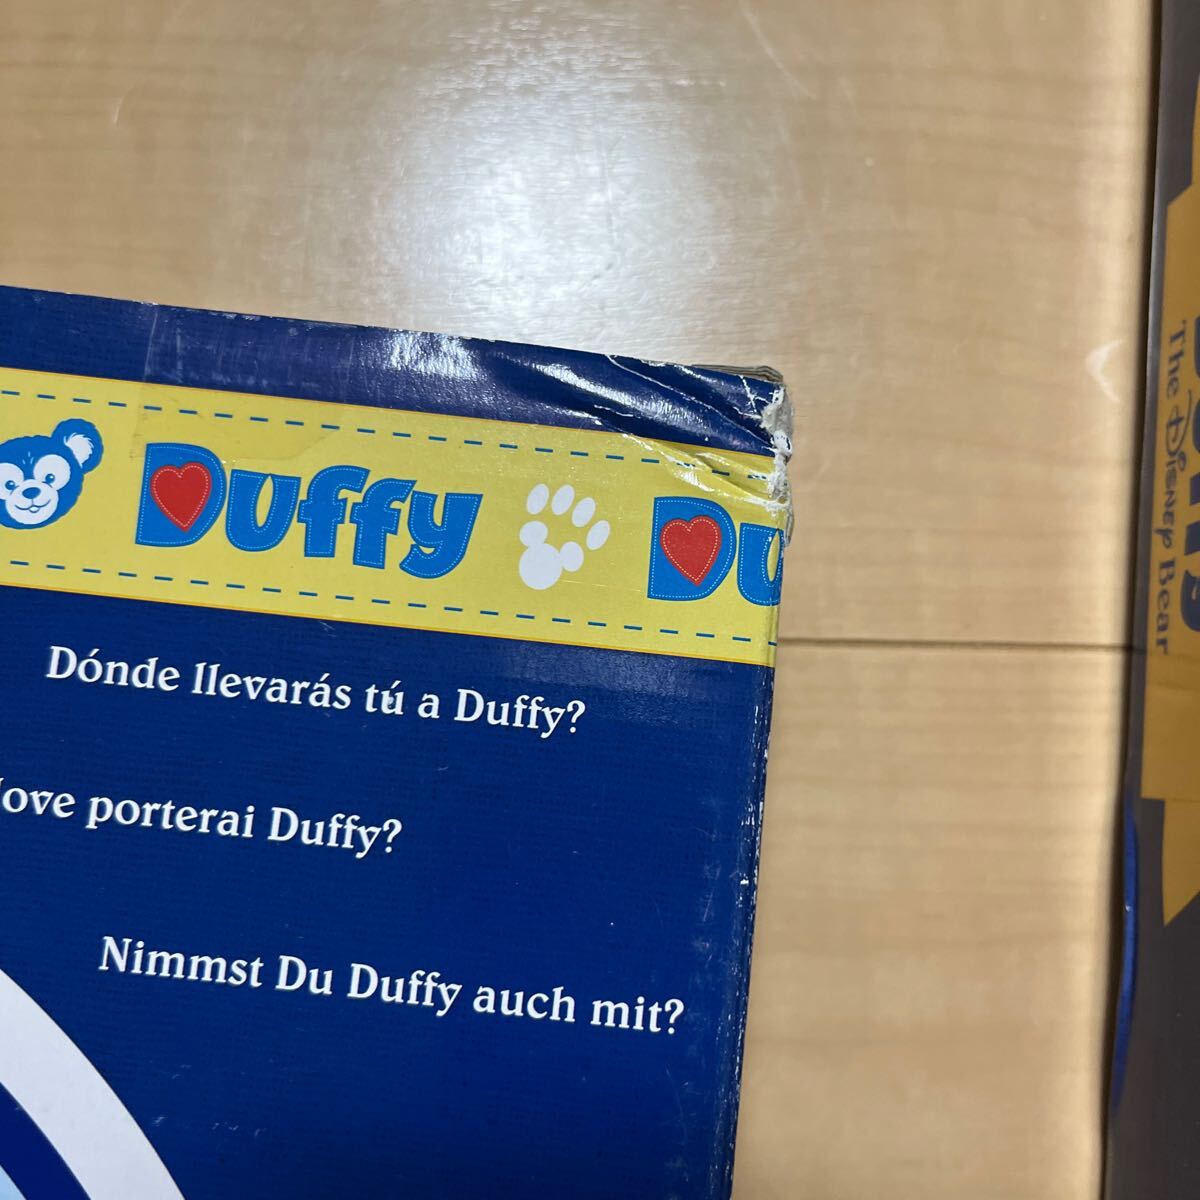 Duffy Du
Dónde llevarás tú a Duffy?
ove porterai Duffy?
Nimmst Du Duffy auch mit?
The Disney Bear